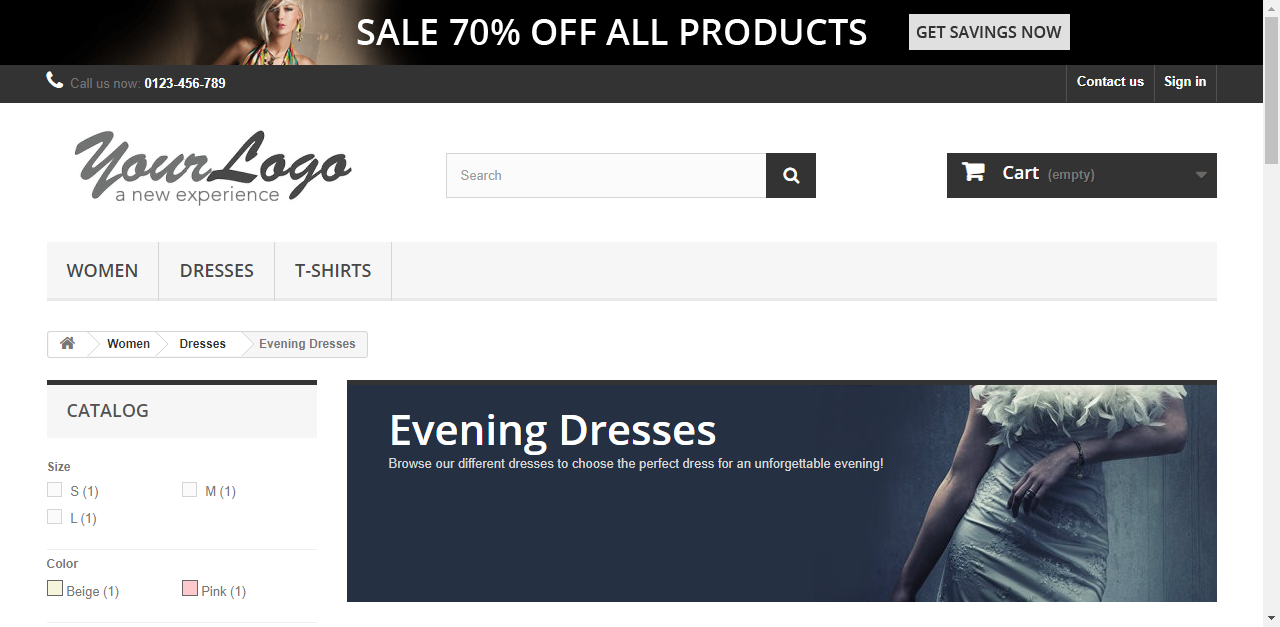 SALE 70% OFF ALL PRODUCTS GET SAVINGS NOW
Call us now: 0123-456-789 Contact us Sign in
YourLogo
a new experience
Search
Cart (empty)
WOMEN DRESSES T-SHIRTS
Women Dresses Evening Dresses
CATALOG
Size
S (1) M (1)
L (1)
Color
Beige (1) Pink (1)
Evening Dresses
Browse our different dresses to choose the perfect dress for an unforgettable evening!